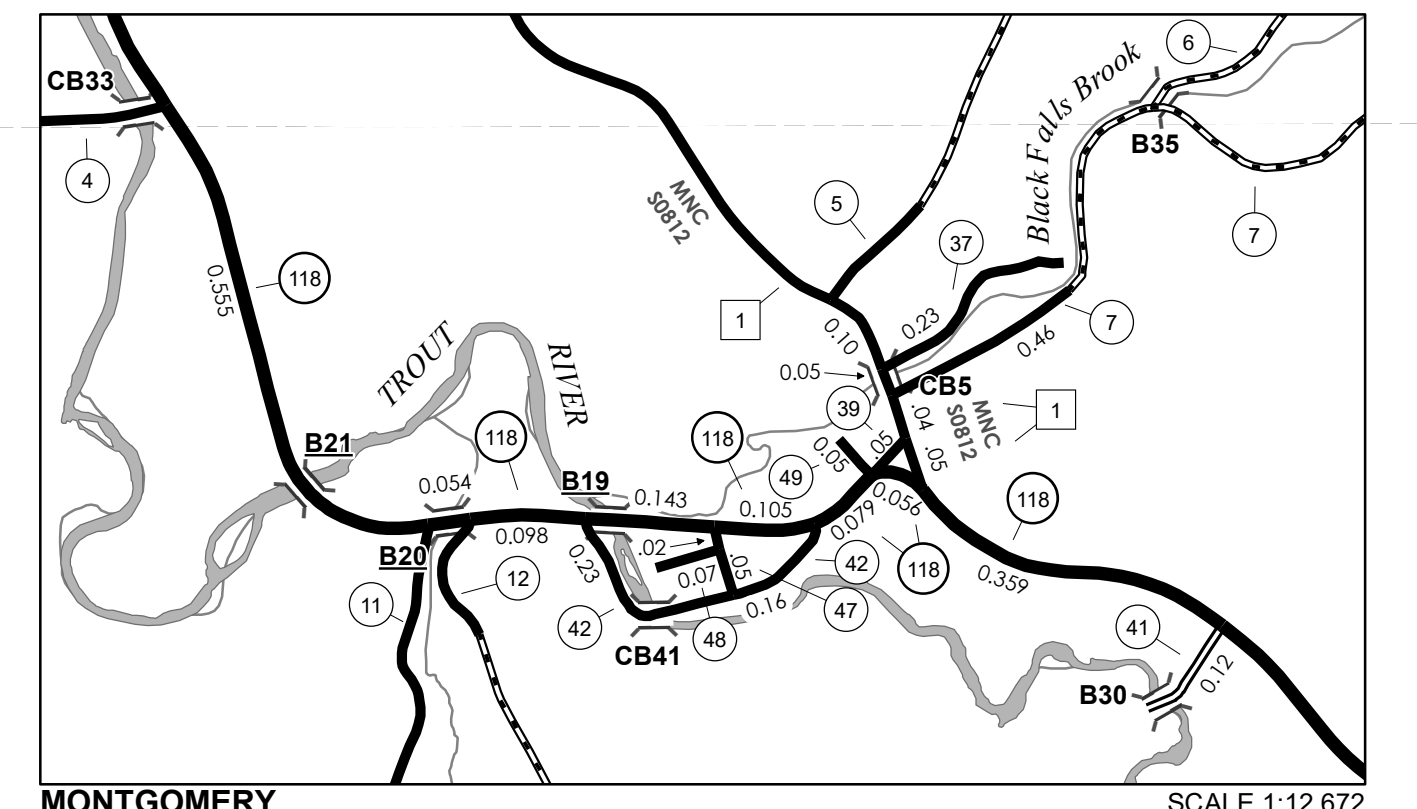 6
CB33
Black Falls Brook
B35
4
MNC
S0812
5
37
7
118
0.555
1
0.10
0.23
7
0.46
TROUT
RIVER
0.05
CB5
39
.04
MNC
S0812
1
118
118
B21
0.05
.05
.05
49
0.054
B19
0.143
0.105
0.056
118
0.079
B20
0.098
0.23
.02
.05
42
118
0.359
12
0.07
11
0.16
47
42
48
41
CB41
0.12
B30
MONTGOMERY
SCALE 1:12,672